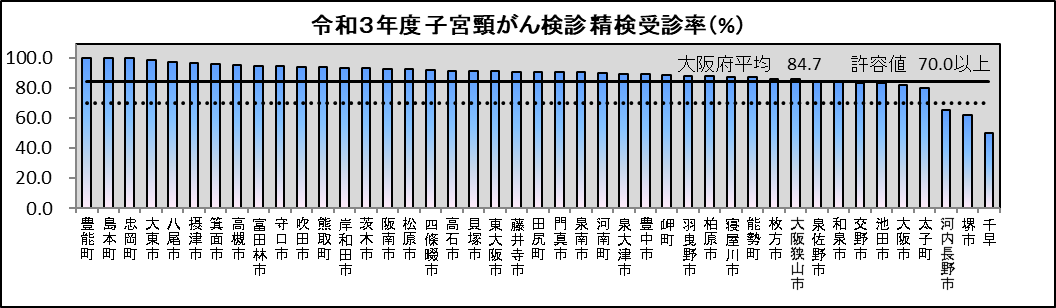 令和3年度子宮頸がん検診精検受診率(%)
大阪府平均 84.7 許容値 70.0以上
100.0
80.0
60.0
40.0
20.0
0.0
豊能町
島本町
忠岡町
大東市
八尾市
摂津市
箕面市
高槻市
富田林市
守口市
吹田市
熊取町
岸和田市
茨木市
阪南市
松原市
四條畷市
高石市
貝塚市
東大阪市
藤井寺市
田尻町
門真市
泉南市
河南町
泉大津市
豊中市
岬町
羽曳野市
柏原市
寝屋川市
能勢町
枚方市
大阪狭山市
泉佐野市
和泉市
交野市
池田市
大阪市
太子町
河内長野市
堺市
千早